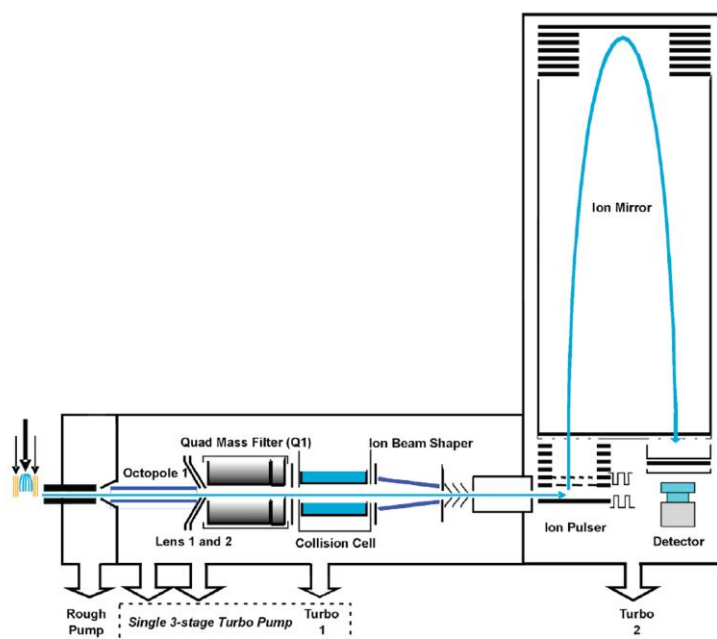 Ion Mirror
Quad Mass Filter (Q1)
Ion Beam Shaper
Octopole 1
Lens 1 and 2
Collision Cell
Ion Pulser
Detector
Rough
Pump
Single 3-stage Turbo Pump
Turbo
1
Turbo
2